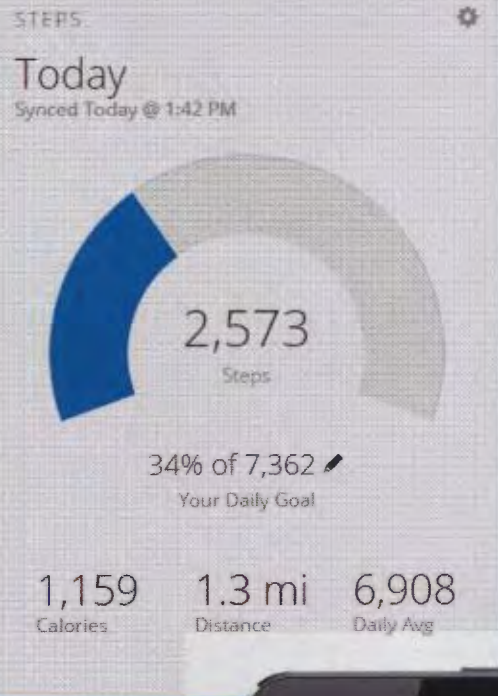 STEPS
Today
Synced Today @ 1:42 PM
2,573
Steps
34% of 7,362
Your Daily Goal
1,159 1.3 mi 6,908
Calories Distance Daily Avg